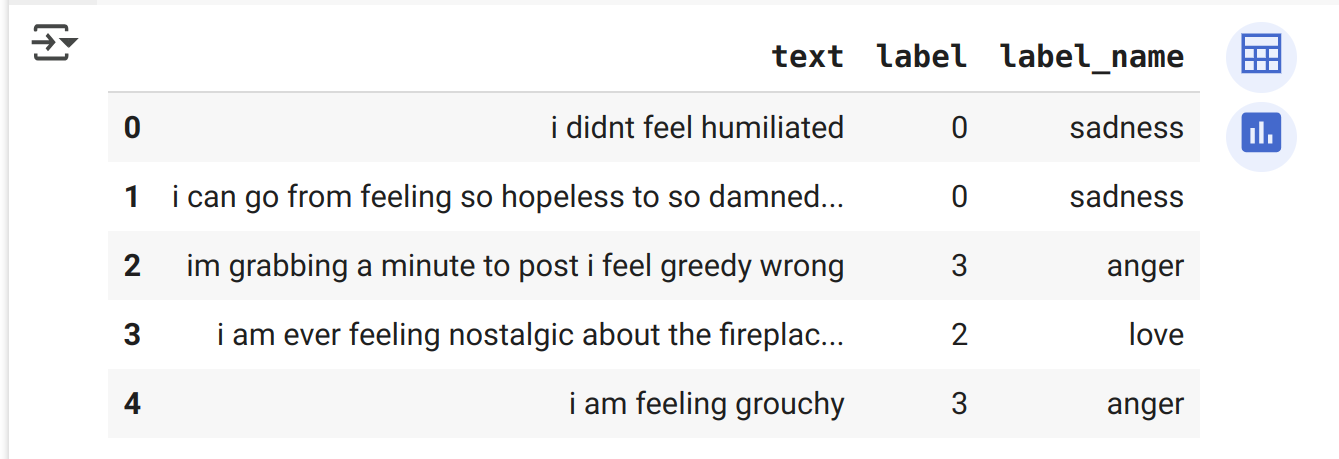 text label label_name
0 i didnt feel humiliated 0 sadness
1 i can go from feeling so hopeless to so damned... 0 sadness
2 im grabbing a minute to post i feel greedy wrong 3 anger
3 i am ever feeling nostalgic about the fireplac... 2 love
4 i am feeling grouchy 3 anger